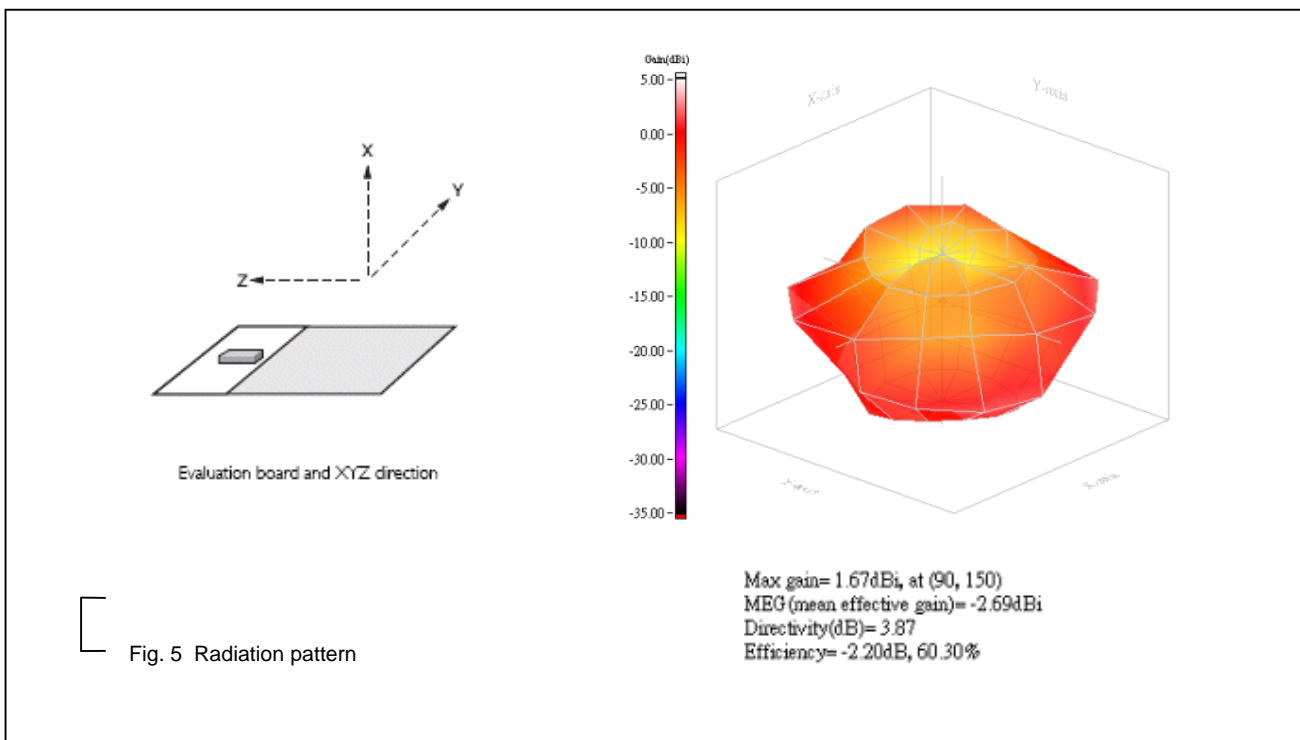 X
Y
Z
Evaluation board and XYZ direction
Gain(dBi)
5.00
0.00
-5.00
-10.00
-15.00
-20.00
-25.00
-30.00
-35.00
X-axis
Y-axis
Max gain= 1.67dBi, at (90, 150)
MEG(mean effective gain)= -2.69dBi
Directivity(dB)= 3.87
Efficiency= -2.20dB, 60.30%
Fig. 5 Radiation pattern